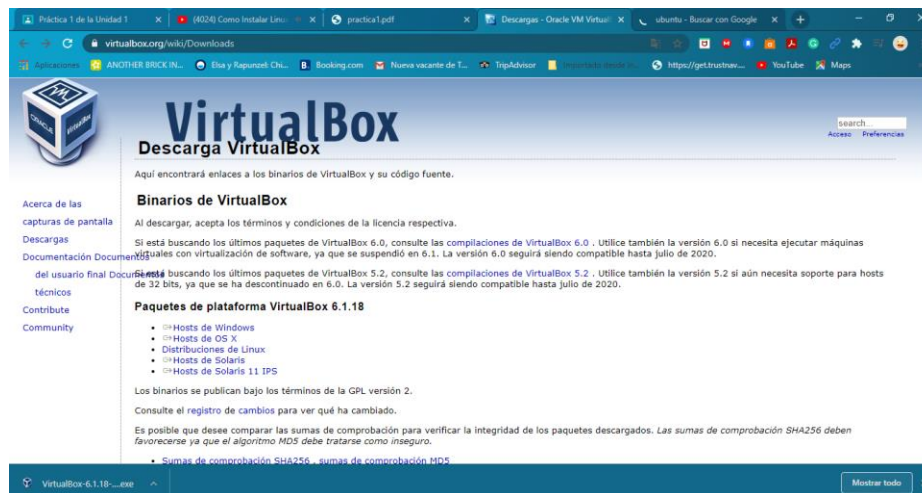 Práctica 1 de la Unidad 1
(4024) Como Instalar Linu
practica1.pdf
Descargas - Oracle VM Virtual
ubuntu - Buscar con Google
virtualbox.org/wiki/Downloads
Aplicaciones
ANOTHER BRICK IN...
Elsa y Rapunzel: Chi...
Booking.com
Nueva vacante de T...
TripAdvisor
https://get.trustnav....
YouTube
Maps
ORACLE
VirtualBox
search...
Acceso Preferencias
Descarga VirtualBox
Aquí encontrará enlaces a los binarios de VirtualBox y su código fuente.
Acerca de las
capturas de pantalla
Descargas
Documentación Documentos
del usuario final Documentos
técnicos
Contribute
Community
Binarios de VirtualBox
Al descargar, acepta los términos y condiciones de la licencia respectiva.
Si está buscando los últimos paquetes de VirtualBox 6.0, consulte las compilaciones de VirtualBox 6.0 . Utilice también la versión 6.0 si necesita ejecutar máquinas
virtuales con virtualización de software, ya que se suspendió en 6.1. La versión 6.0 seguirá siendo compatible hasta julio de 2020.
Si está buscando los últimos paquetes de VirtualBox 5.2, consulte las compilaciones de VirtualBox 5.2 . Utilice también la versión 5.2 si aún necesita soporte para hosts
de 32 bits, ya que se ha descontinuado en 6.0. La versión 5.2 seguirá siendo compatible hasta julio de 2020.
Paquetes de plataforma VirtualBox 6.1.18
Hosts de Windows
Hosts de OS X
Distribuciones de Linux
Hosts de Solaris
Hosts de Solaris 11 IPS
Los binarios se publican bajo los términos de la GPL versión 2.
Consulte el registro de cambios para ver qué ha cambiado.
Es posible que desee comparar las sumas de comprobación para verificar la integridad de los paquetes descargados. Las sumas de comprobación SHA256 deben
favorecerse ya que el algoritmo MD5 debe tratarse como inseguro.
Sumas de comprobación SHA256 , sumas de comprobación MD5
VirtualBox-6.1.18-....exe
Mostrar todo